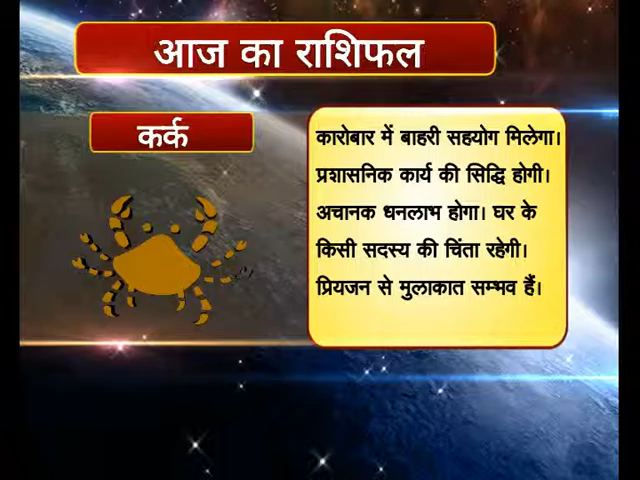 आज का राशिफल
कर्क
कारोबार में बाहरी सहयोग मिलेगा।
प्रशासनिक कार्य की सिद्धि होगी।
अचानक धनलाभ होगा। घर के
किसी सदस्य की चिंता रहेगी।
प्रियजन से मुलाकात सम्भव हैं।